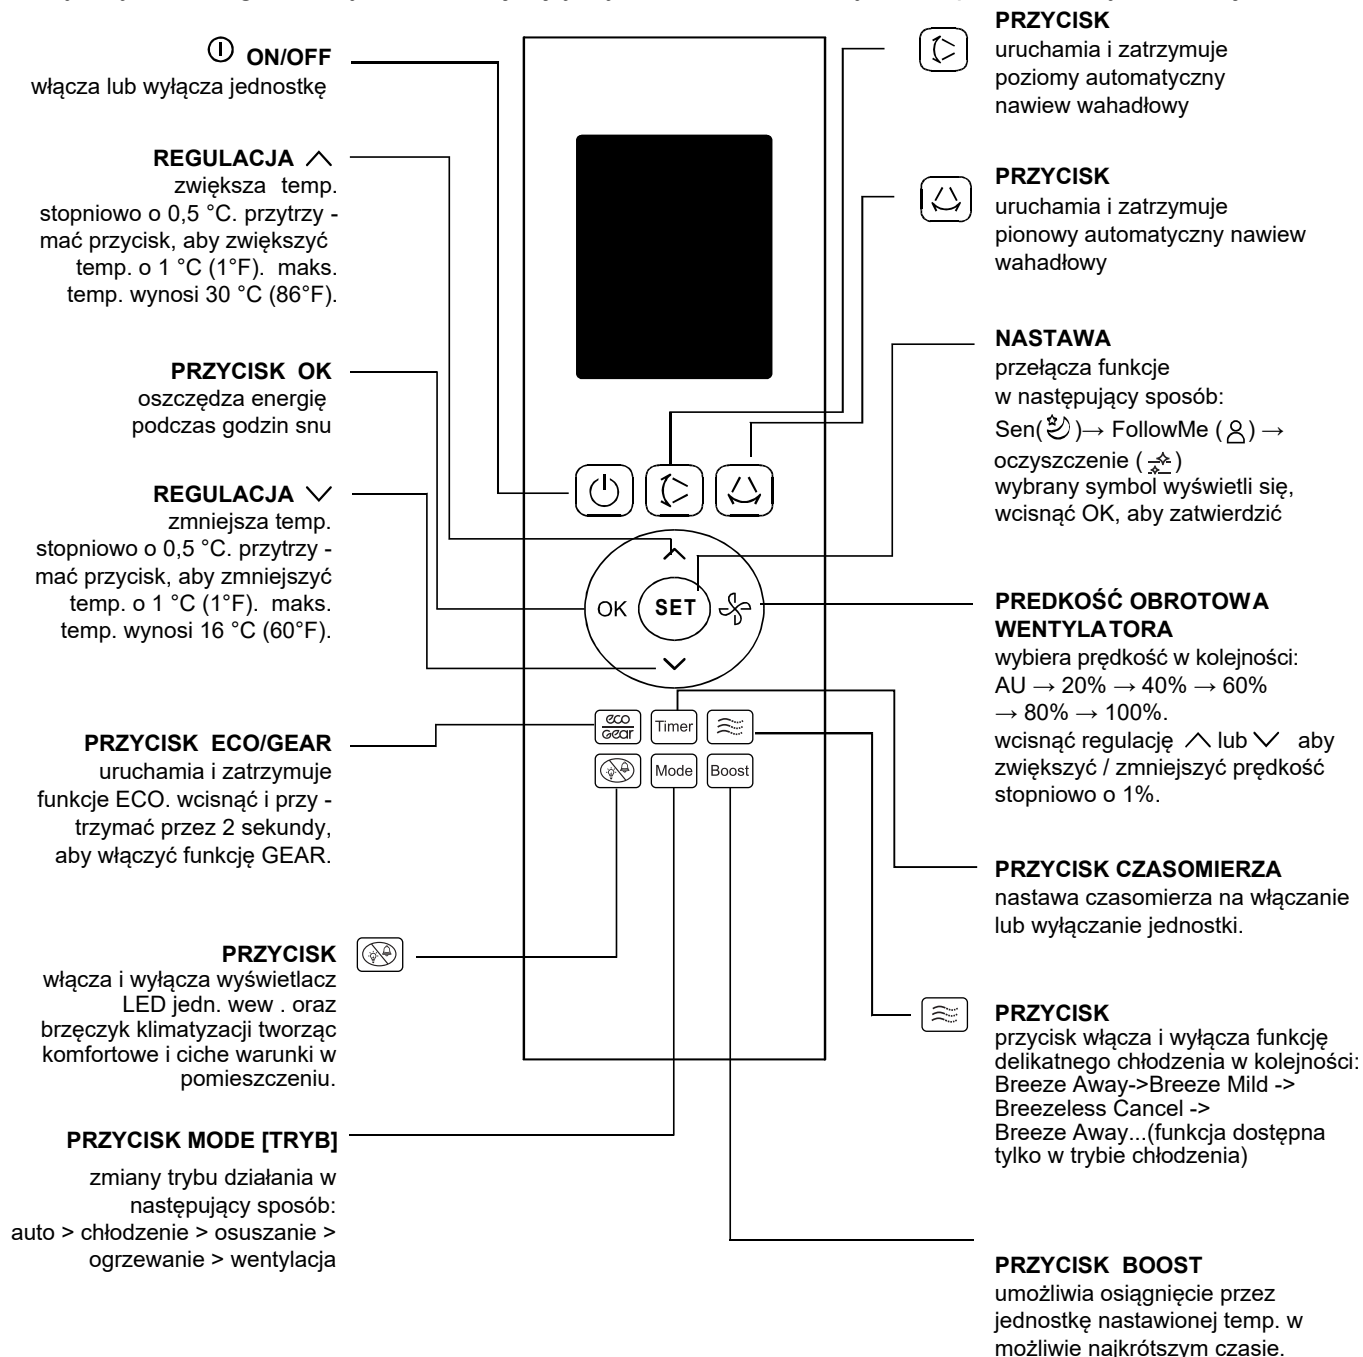 ON/OFF
włącza lub wyłącza jednostkę
REGULACJA
zwiększa temp.
stopniowo o 0,5 °C. przytrzy -
mać przycisk, aby zwiększyć
temp. o 1 °C (1°F). maks.
temp. wynosi 30 °C (86°F).
PRZYCISK OK
oszczędza energię
podczas godzin snu
REGULACJA
zmniejsza temp.
stopniowo o 0,5 °C. przytrzy -
mać przycisk, aby zmniejszyć
temp. o 1 °C (1°F). maks.
temp. wynosi 16 °C (60°F).
PRZYCISK ECO/GEAR
uruchamia i zatrzymuje
funkcje ECO. wcisnąć i przy -
trzymać przez 2 sekundy,
aby włączyć funkcję GEAR.
PRZYCISK
włącza i wyłącza wyświetlacz
LED jedn. wew . oraz
brzęczyk klimatyzacji tworząc
komfortowe i ciche warunki w
pomieszczeniu.
PRZYCISK MODE [TRYB]
zmiany trybu działania w
następujący sposób:
auto > chłodzenie > osuszanie >
ogrzewanie > wentylacja
OK
SET
eco
Gear
Timer
Mode
Boost
PRZYCISK
uruchamia i zatrzymuje
poziomy automatyczny
nawiew wahadłowy
PRZYCISK
uruchamia i zatrzymuje
pionowy automatyczny nawiew
wahadłowy
NASTAWA
przełącza funkcje
w następujący sposób:
Sen( )→ FollowMe ( ) →
oczyszczenie ( )
wybrany symbol wyświetli się,
wcisnąć OK, aby zatwierdzić
PREDKOŚĆ OBROTOWA
WENTYLATORA
wybiera prędkość w kolejności:
AU → 20% → 40% → 60%
→ 80% → 100%.
wcisnąć regulację lub aby
zwiększyć / zmniejszyć prędkość
stopniowo o 1%.
PRZYCISK CZASOMIERZA
nastawa czasomierza na włączanie
lub wyłączanie jednostki.
PRZYCISK
przycisk włącza i wyłącza funkcję
delikatnego chłodzenia w kolejności:
Breeze Away->Breeze Mild ->
Breezeless Cancel ->
Breeze Away...(funkcja dostępna
tylko w trybie chłodzenia)
PRZYCISK BOOST
umożliwia osiągnięcie przez
jednostkę nastawionej temp. w
możliwie najkrótszym czasie.